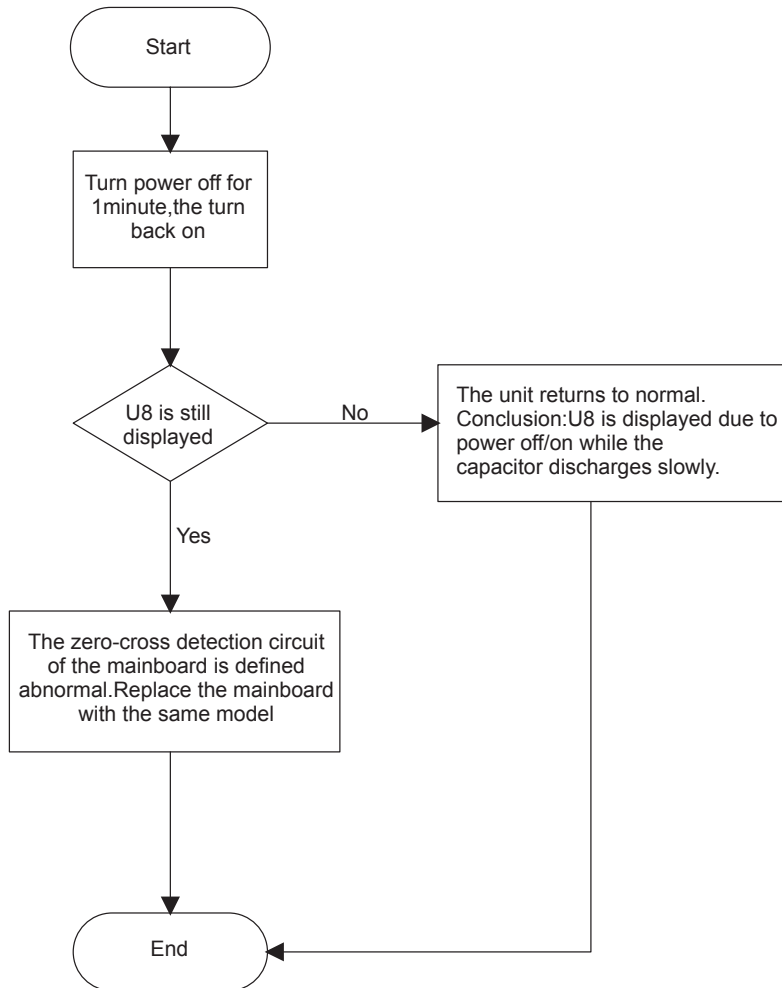 Start
Turn power off for
1minute,the turn
back on
U8 is still
displayed
No
The unit returns to normal.
Conclusion:U8 is displayed due to
power off/on while the
capacitor discharges slowly.
Yes
The zero-cross detection circuit
of the mainboard is defined
abnormal.Replace the mainboard
with the same model
End